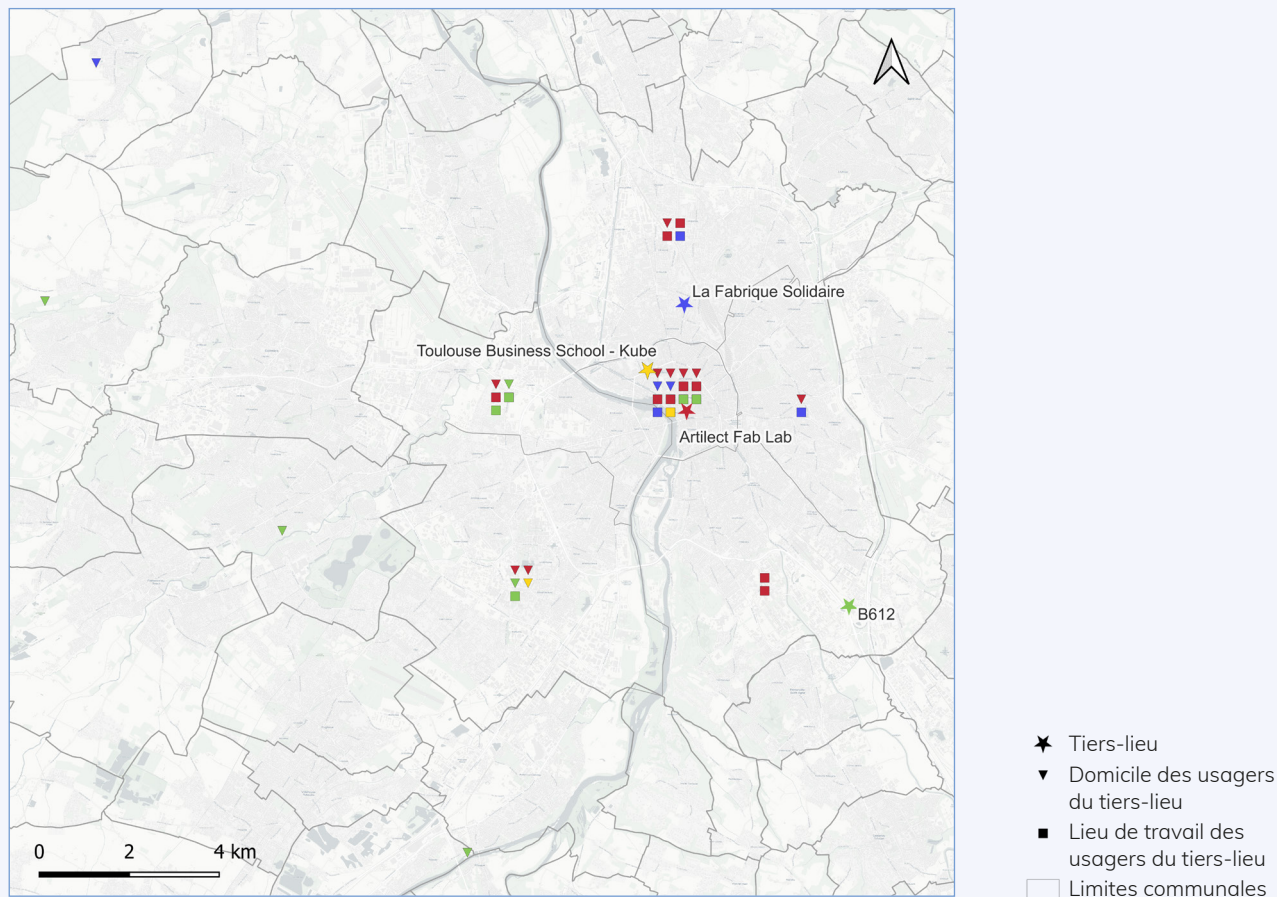 La Fabrique Solidaire
Toulouse Business School - Kube
Artilect Fab Lab
B612
0 2 4 km
Tiers-lieu
Domicile des usagers
du tiers-lieu
Lieu de travail des
usagers du tiers-lieu
Limites communales